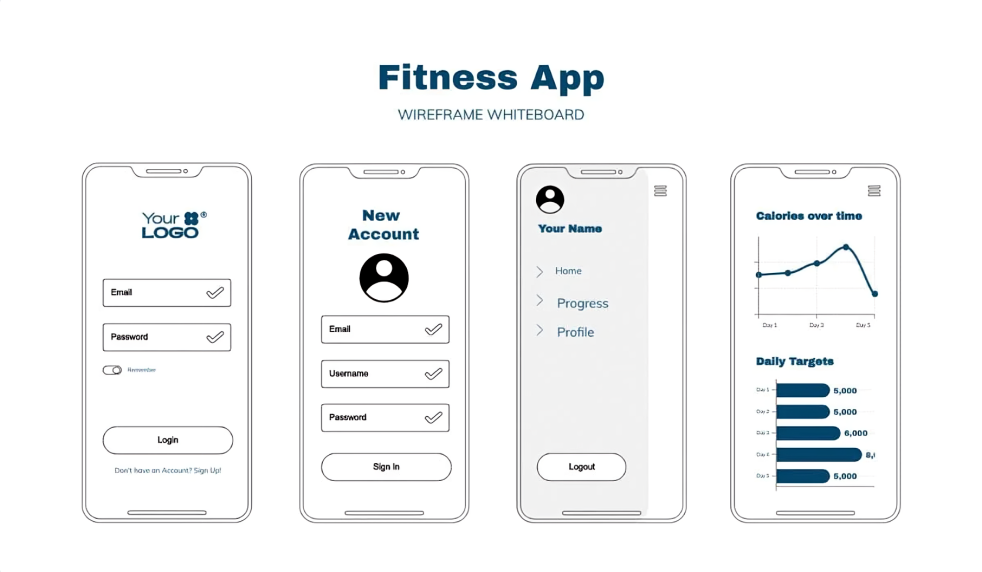 Fitness App
WIREFRAME WHITEBOARD
Your
LOGO
®
Email
Password
Remember
Login
Don't have an Account? Sign Up!
New
Account
Email
Username
Password
Sign In
Your Name
Home
Progress
Profile
Logout
Calories over time
Day 1
Day 3
Day 5
Daily Targets
Day 1 5,000
Day 2 5,000
Day 3 6,000
Day 4
Day 5 5,000